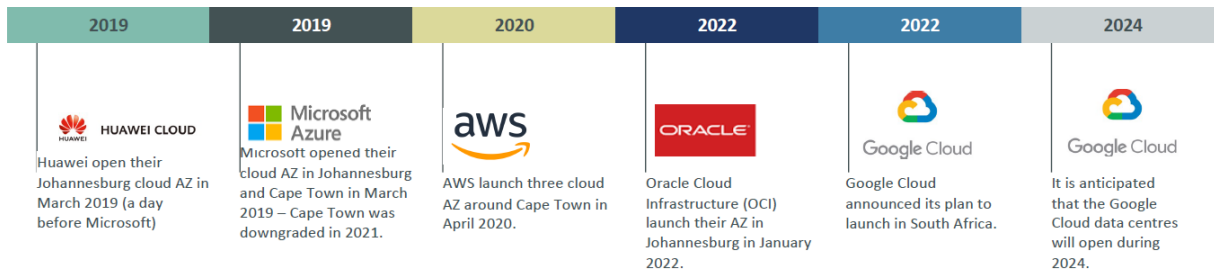 2019
2019
2020
2022
2022
2024
HUAWEI
HUAWEI CLOUD
Huawei open their
Johannesburg cloud AZ in
March 2019 (a day
before Microsoft)
Microsoft
Azure
Microsoft opened their
cloud AZ in Johannesburg
and Cape Town in March
2019 – Cape Town was
downgraded in 2021.
aws
AWS launch three cloud
AZ around Cape Town in
April 2020.
ORACLE
Oracle Cloud
Infrastructure (OCI)
launch their AZ in
Johannesburg in January
2022.
Google Cloud
Google Cloud
announced its plan to
launch in South Africa.
Google Cloud
It is anticipated
that the Google
Cloud data centres
will open during
2024.